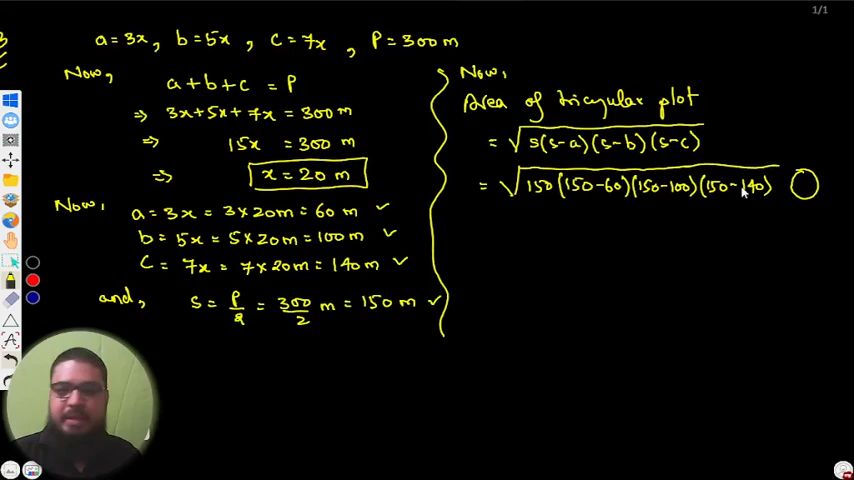 1/1
a = 3x, b = 5x, c = 7x, P = 300 m
Now,
a + b + c = P
⇒ 3x + 5x + 7x = 300 m
⇒ 15x = 300 m
⇒ x = 20 m
Now,
a = 3x = 3 × 20 m = 60 m ✓
b = 5x = 5 × 20 m = 100 m ✓
c = 7x = 7 × 20 m = 140 m ✓
and, s = P/2 = 300/2 m = 150 m ✓
Now,
Area of triangular plot
= √s(s-a)(s-b)(s-c)
= √150(150-60)(150-100)(150-140)